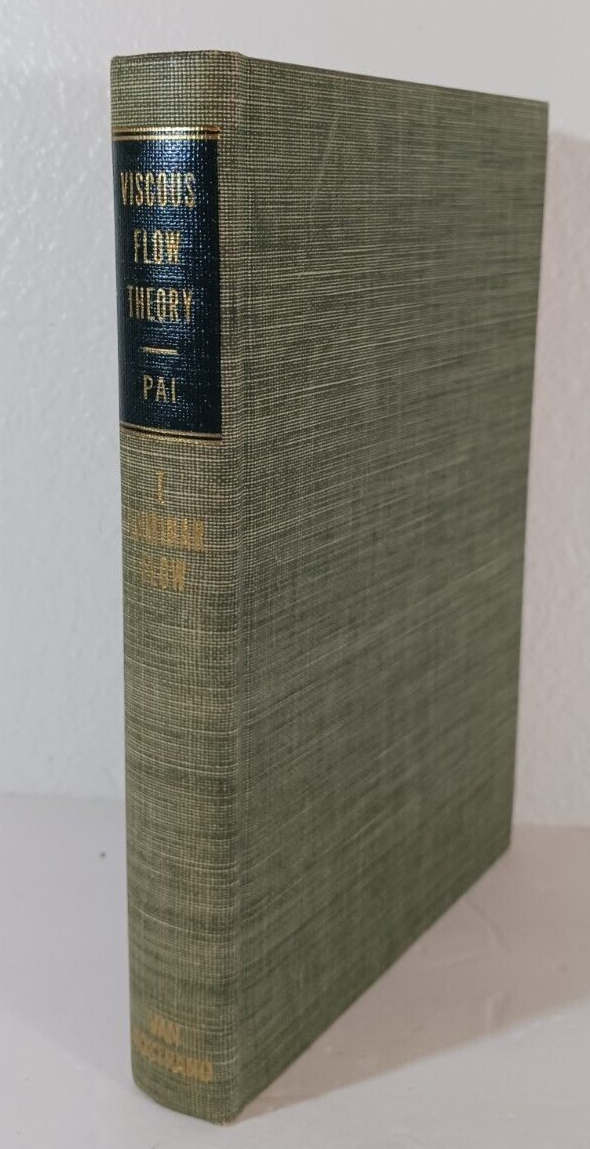 VISCOUS
FLOW
THEORY
PAI
I
LAMINAR
FLOW
VAN
NOSTRAND